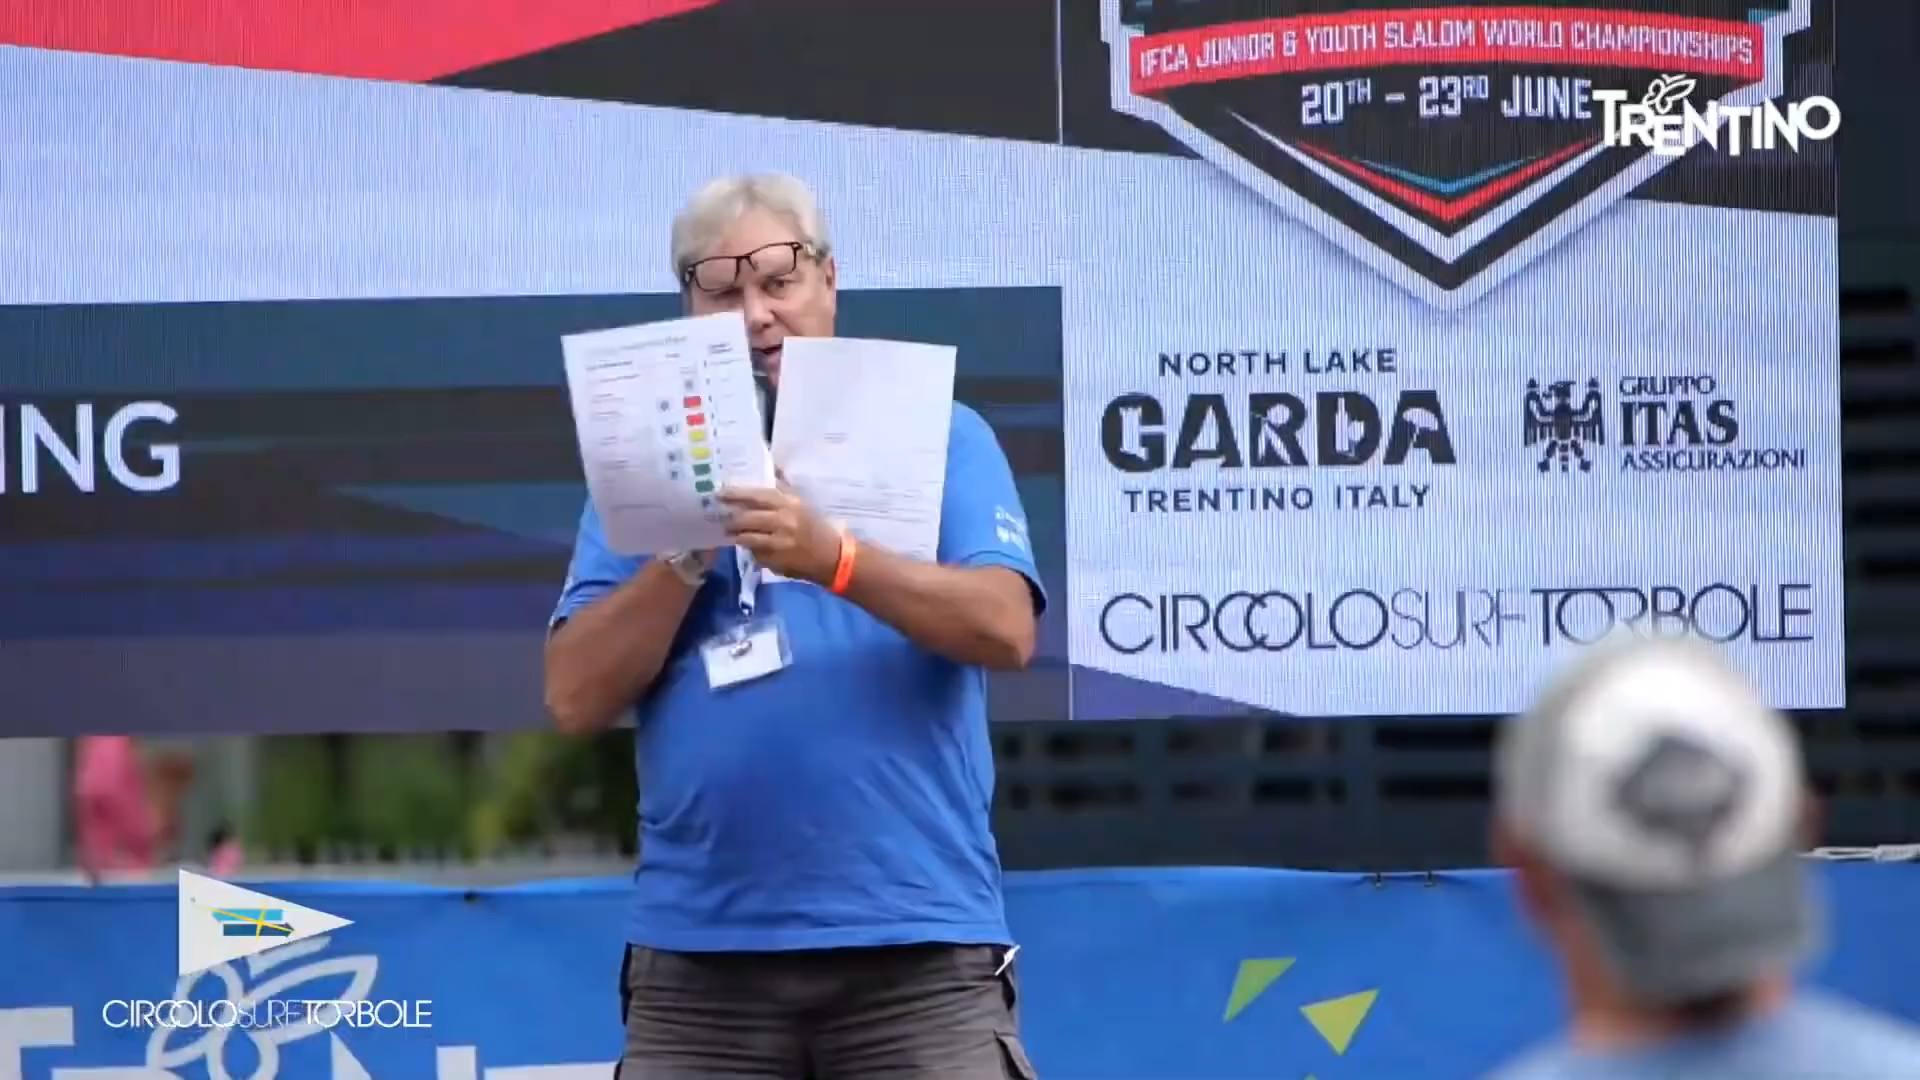 IFCA JUNIOR & YOUTH SLALOM WORLD CHAMPIONSHIPS
20TH - 23RD JUNE
TRENTINO
NORTH LAKE
GARDA
TRENTINO ITALY
GRUPPO
ITAS
ASSICURAZIONI
ING
CIRCOLOSURFTORBOLE
CIRCOLOSURFTORBOLE